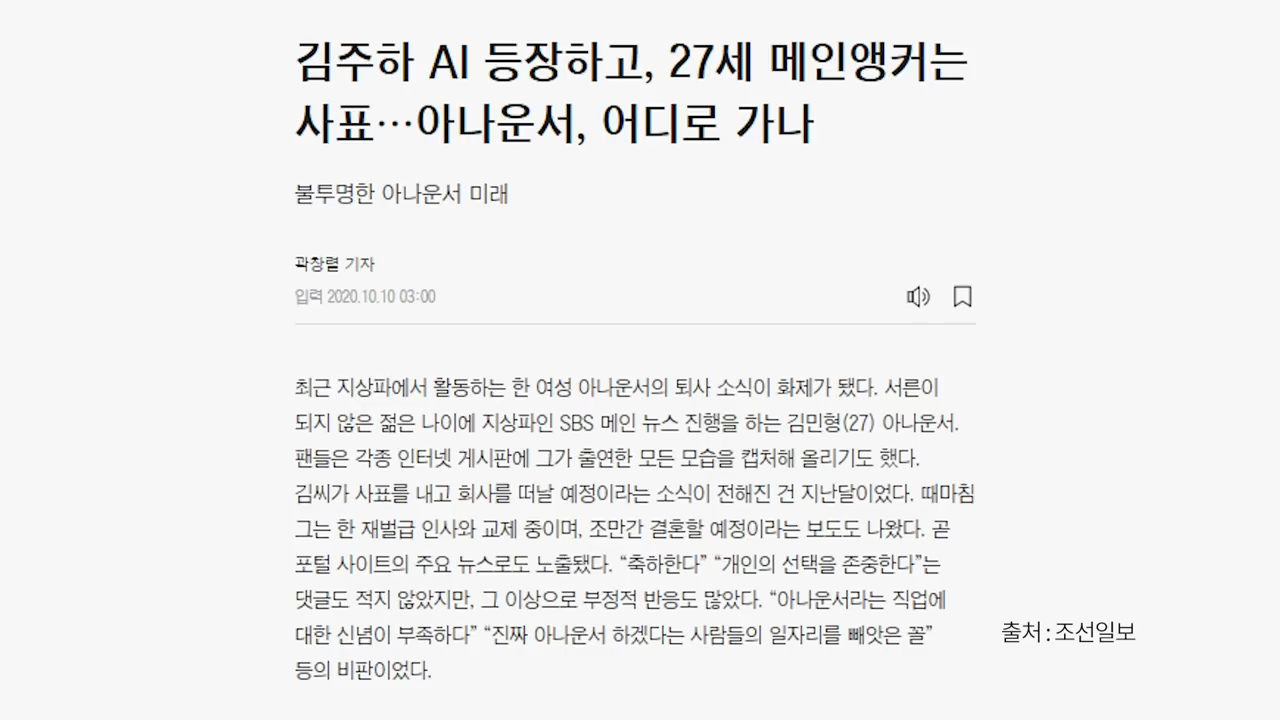 김주하 AI 등장하고, 27세 메인앵커는
사표…아나운서, 어디로 가나
불투명한 아나운서 미래
곽창렬 기자
입력 2020.10.10 03:00
최근 지상파에서 활동하는 한 여성 아나운서의 퇴사 소식이 화제가 됐다. 서른이
되지 않은 젊은 나이에 지상파인 SBS 메인 뉴스 진행을 하는 김민형(27) 아나운서.
팬들은 각종 인터넷 게시판에 그가 출연한 모든 모습을 캡처해 올리기도 했다.
김씨가 사표를 내고 회사를 떠날 예정이라는 소식이 전해진 건 지난달이었다. 때마침
그는 한 재벌급 인사와 교제 중이며, 조만간 결혼할 예정이라는 보도도 나왔다. 곧
포털 사이트의 주요 뉴스로도 노출됐다. “축하한다” “개인의 선택을 존중한다”는
댓글도 적지 않았지만, 그 이상으로 부정적 반응도 많았다. “아나운서라는 직업에
대한 신념이 부족하다” “진짜 아나운서 하겠다는 사람들의 일자리를 빼앗은 꼴”
등의 비판이었다.
출처 : 조선일보